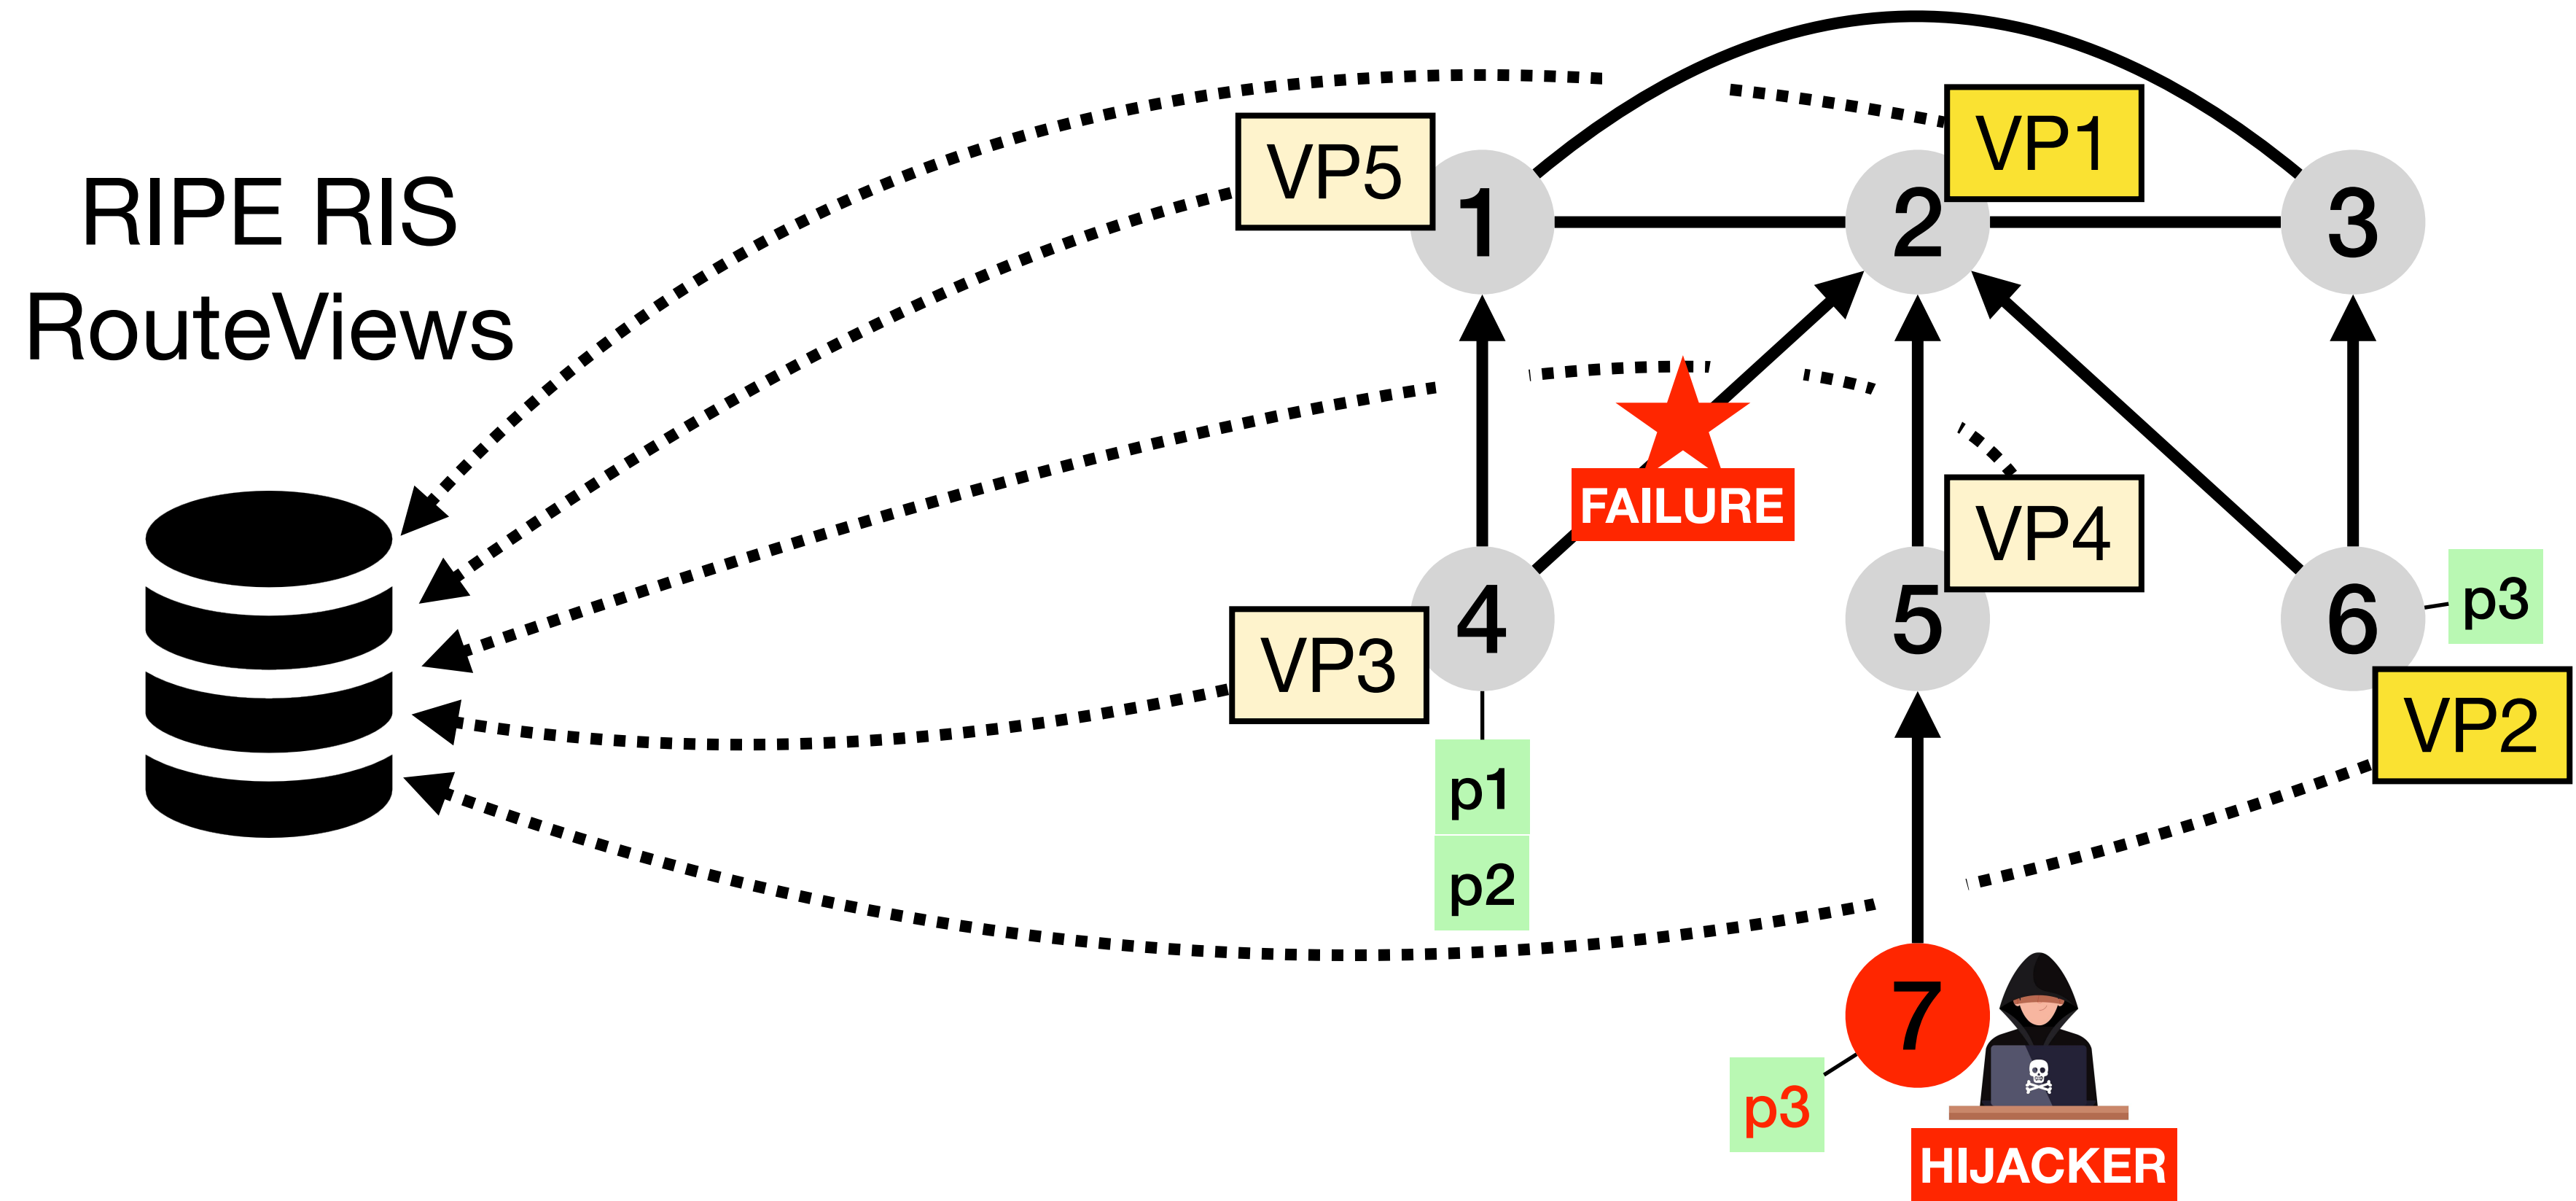 RIPE RIS
RouteViews
VP5
1
2
VP1
3
FAILURE
VP4
VP3
4
5
6
p3
VP2
p1
p2
7
p3
HIJACKER